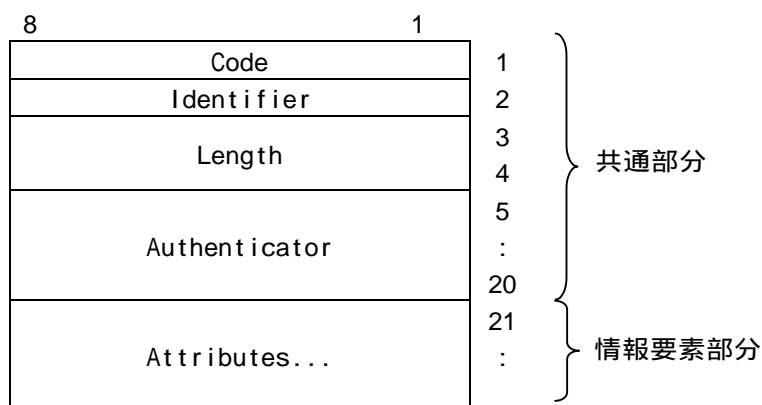 8 1
Code 1
Identifier 2
Length 3
4
共通部分
5
Authenticator :
20
21
Attributes... :
情報要素部分